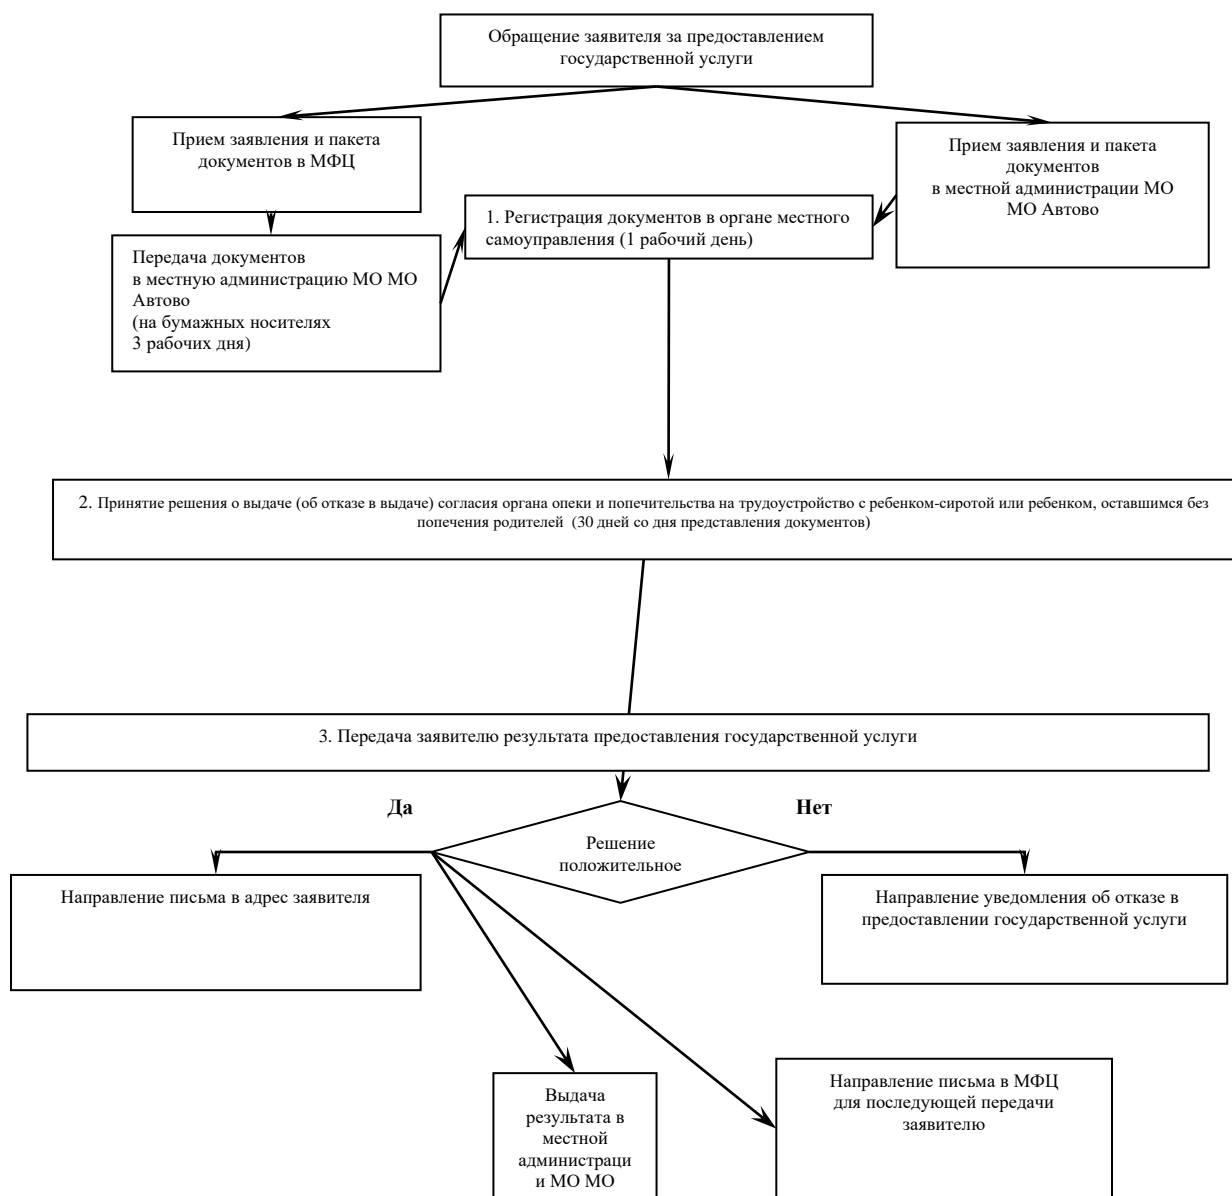 Обращение заявителя за предоставлением
государственной услуги
Прием заявления и пакета
документов в МФЦ
Прием заявления и пакета
документов
в местной администрации МО
МО Автово
1. Регистрация документов в органе местного
самоуправления (1 рабочий день)
Передача документов
в местную администрацию МО МО
Автово
(на бумажных носителях
3 рабочих дня)
2. Принятие решения о выдаче (об отказе в выдаче) согласия органа опеки и попечительства на трудоустройство с ребенком-сиротой или ребенком, оставшимся без
попечения родителей (30 дней со дня представления документов)
3. Передача заявителю результата предоставления государственной услуги
Да
Нет
Решение
положительное
Направление письма в адрес заявителя
Направление уведомления об отказе в
предоставлении государственной услуги
Выдача
результата в
местной
администраци
и МО МО
Направление письма в МФЦ
для последующей передачи
заявителю